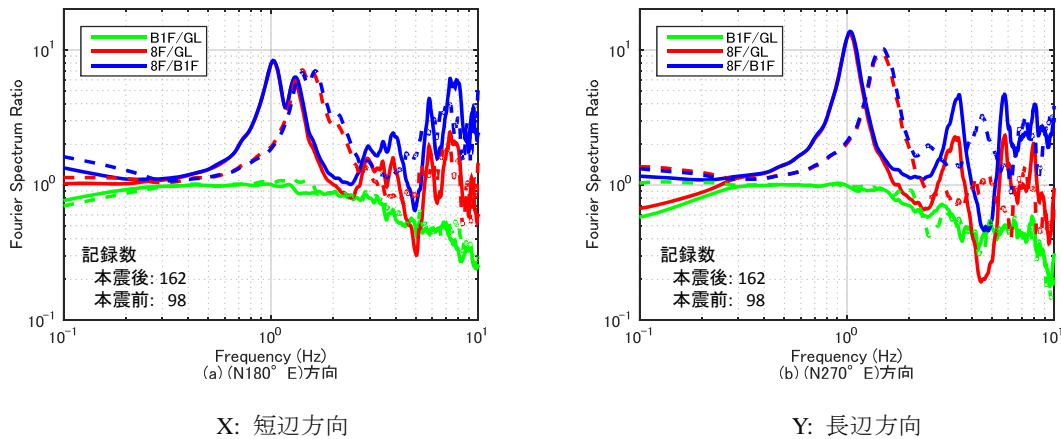 Fourier Spectrum Ratio
10¹
10⁰
10⁻¹
B1F/GL
8F/GL
8F/B1F
記録数
本震後: 162
本震前: 98
10⁻¹ 10⁰ 10¹
Frequency (Hz)
(a) (N180° E)方向
X: 短辺方向
Fourier Spectrum Ratio
10¹
10⁰
10⁻¹
B1F/GL
8F/GL
8F/B1F
記録数
本震後: 162
本震前: 98
10⁻¹ 10⁰ 10¹
Frequency (Hz)
(b) (N270° E)方向
Y: 長辺方向